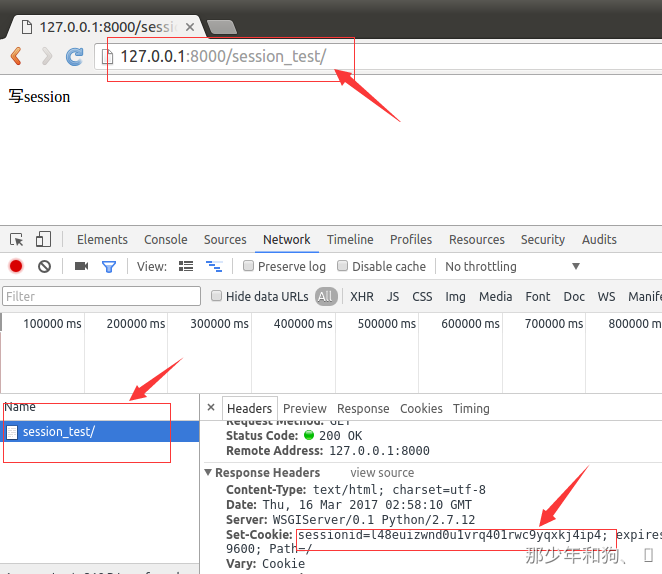 127.0.0.1:8000/sessi
127.0.0.1:8000/session_test/
写session
Elements Console Sources Network Timeline Profiles Resources Security Audits
View: Preserve log Disable cache No throttling
Filter Hide data URLs All XHR JS CSS Img Media Font Doc WS Manife
100000 ms 200000 ms 300000 ms 400000 ms 500000 ms 600000 ms 700000 ms 800000 ms
Name
× Headers Preview Response Cookies Timing
session_test/
Request Method: GET
Status Code: 200 OK
Remote Address: 127.0.0.1:8000
Response Headers view source
Content-Type: text/html; charset=utf-8
Date: Thu, 16 Mar 2017 02:58:10 GMT
Server: WSGIServer/0.1 Python/2.7.12
Set-Cookie: sessionid=l48euizwnd0u1vrq401rwc9yqxkj4ip4; expires
9600; Path=/
Vary: Cookie
那少年和狗、